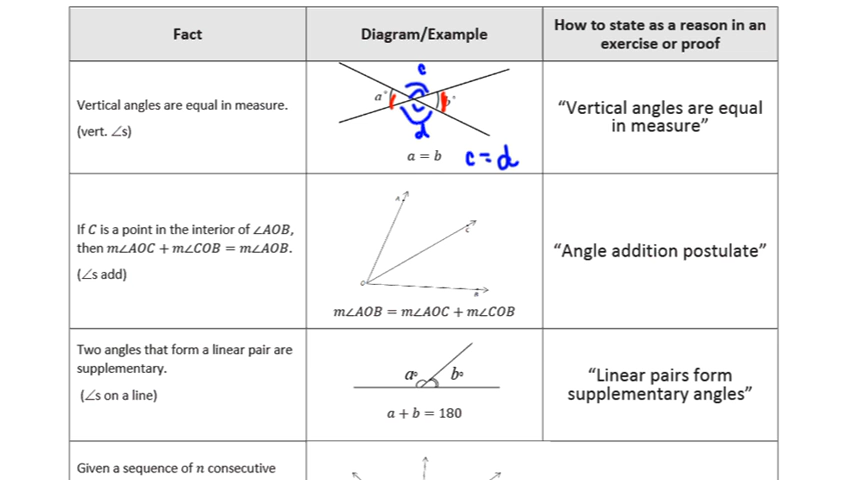 Fact
Diagram/Example
How to state as a reason in an
exercise or proof
Vertical angles are equal in measure.
(vert. ∠s)
c
a°
b°
d
a = b
c = d
"Vertical angles are equal
in measure"
If C is a point in the interior of ∠AOB,
then m∠AOC + m∠COB = m∠AOB.
(∠s add)
A
C
O
B
m∠AOB = m∠AOC + m∠COB
"Angle addition postulate"
Two angles that form a linear pair are
supplementary.
(∠s on a line)
a° b°
a + b = 180
"Linear pairs form
supplementary angles"
Given a sequence of n consecutive